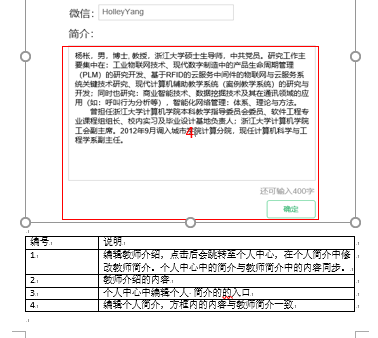 微信： HolleyYang
简介：
杨枨，男，博士，教授，浙江大学硕士生导师，中共党员。研究工作主
要集中在：工业物联网技术、现代数字制造中的产品生命周期管理
（PLM）的研究开发、基于RFID的云服务中间件的物联网与云服务系
统关键技术研究、现代计算机辅助教学系统（案例教学系统）的研究与
开发；同时也研究：商业智能技术、数据挖掘技术及其在通讯领域的应
用（如：呼叫行为分析等），智能化网络管理：体系、理论与方法。
曾担任浙江大学计算机学院本科教学指导委员会委员、软件工程专
业课程组组长、校内实习及毕业设计基地负责人；浙江大学计算机学院
工会副主席。2012年9月调入城市学院计算分院，现任计算机科学与工
程学系副主任。
4
还可输入400字
确定
编号： 说明：
1： 编辑教师介绍，点击后会跳转至个人中心，在个人简介中修
改教师简介。个人中心中的简介与教师简介中的内容同步。
2： 教师介绍的内容
3： 个人中心中编辑个人 简介的的入口
4： 编辑个人简介，方框内的内容与教师简介一致